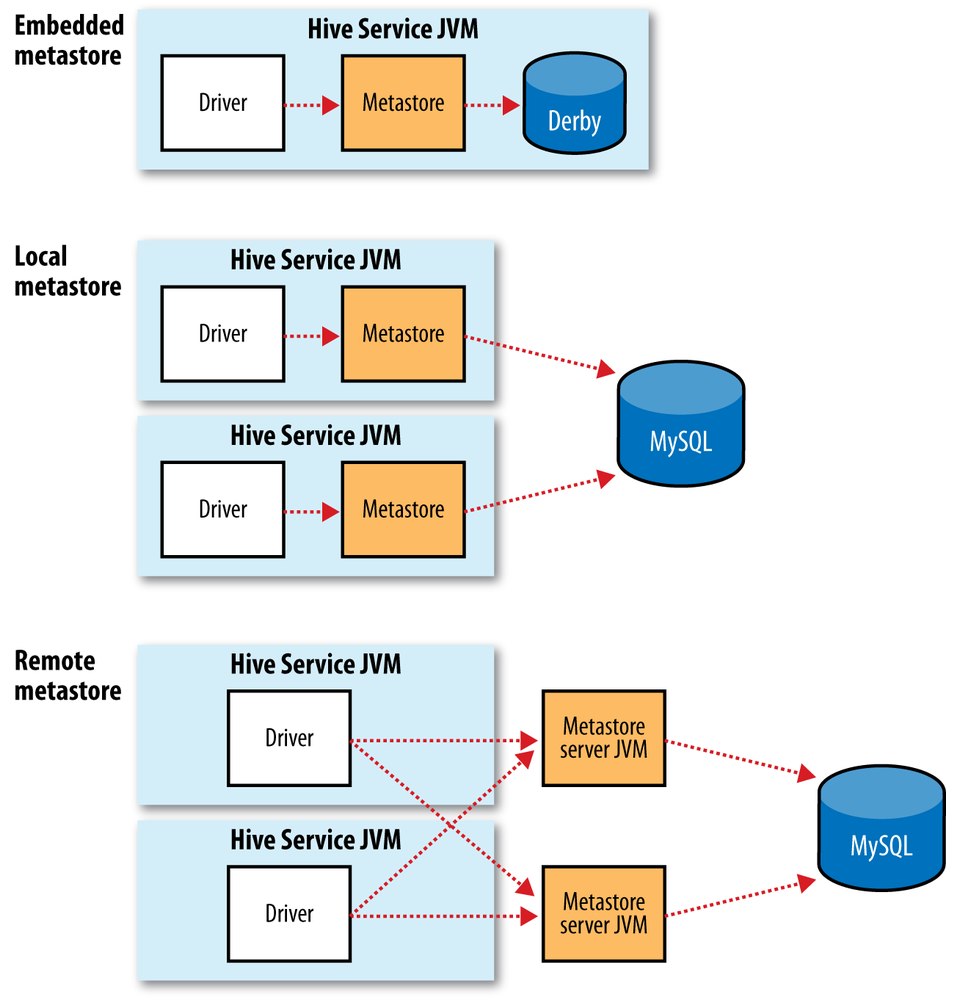 Embedded
metastore
Hive Service JVM
Driver
Metastore
Derby
Local
metastore
Hive Service JVM
Driver
Metastore
Hive Service JVM
Driver
Metastore
MySQL
Remote
metastore
Hive Service JVM
Driver
Metastore
server JVM
Hive Service JVM
Driver
Metastore
server JVM
MySQL